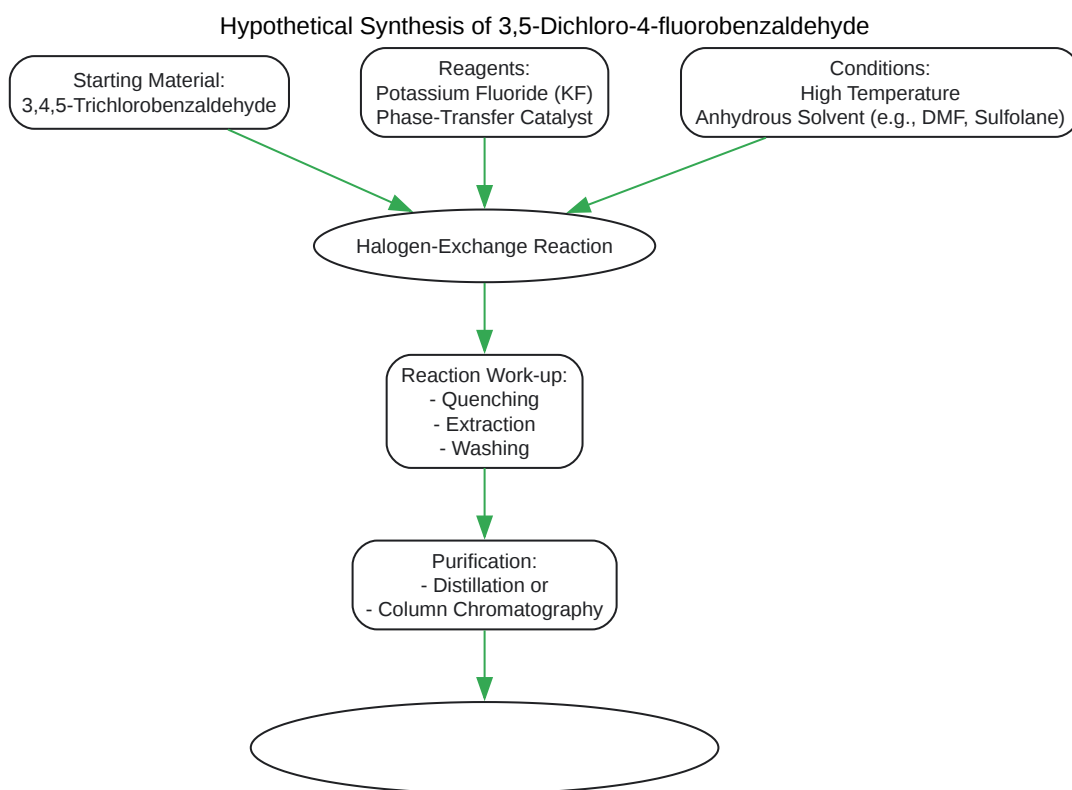 Hypothetical Synthesis of 3,5-Dichloro-4-fluorobenzaldehyde
Starting Material:
3,4,5-Trichlorobenzaldehyde
Reagents:
Potassium Fluoride (KF)
Phase-Transfer Catalyst
Conditions:
High Temperature
Anhydrous Solvent (e.g., DMF, Sulfolane)
Halogen-Exchange Reaction
Reaction Work-up:
- Quenching
- Extraction
- Washing
Purification:
- Distillation or
- Column Chromatography